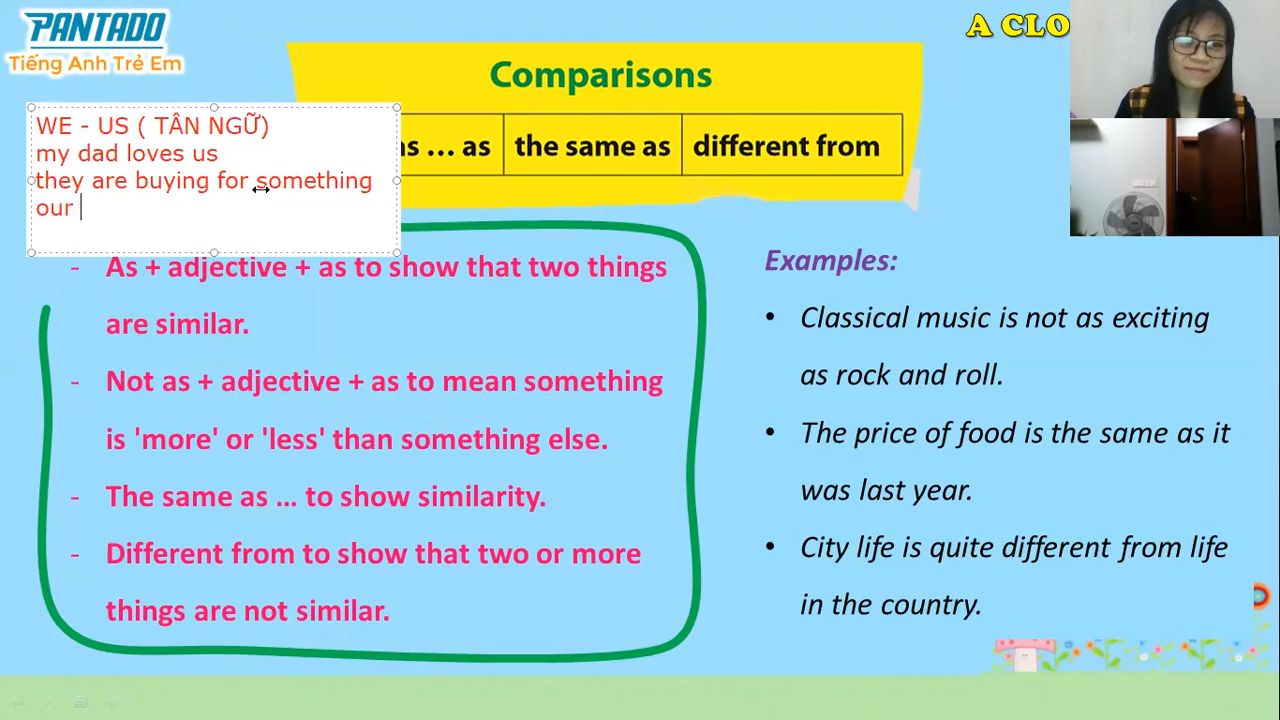 PANTADO
Tiếng Anh Trẻ Em
A CLO
Comparisons
as … as
the same as
different from
WE - US ( TÂN NGỮ)
my dad loves us
they are buying for something
our
- As + adjective + as to show that two things
are similar.
- Not as + adjective + as to mean something
is 'more' or 'less' than something else.
- The same as … to show similarity.
- Different from to show that two or more
things are not similar.
Examples:
• Classical music is not as exciting
as rock and roll.
• The price of food is the same as it
was last year.
• City life is quite different from life
in the country.